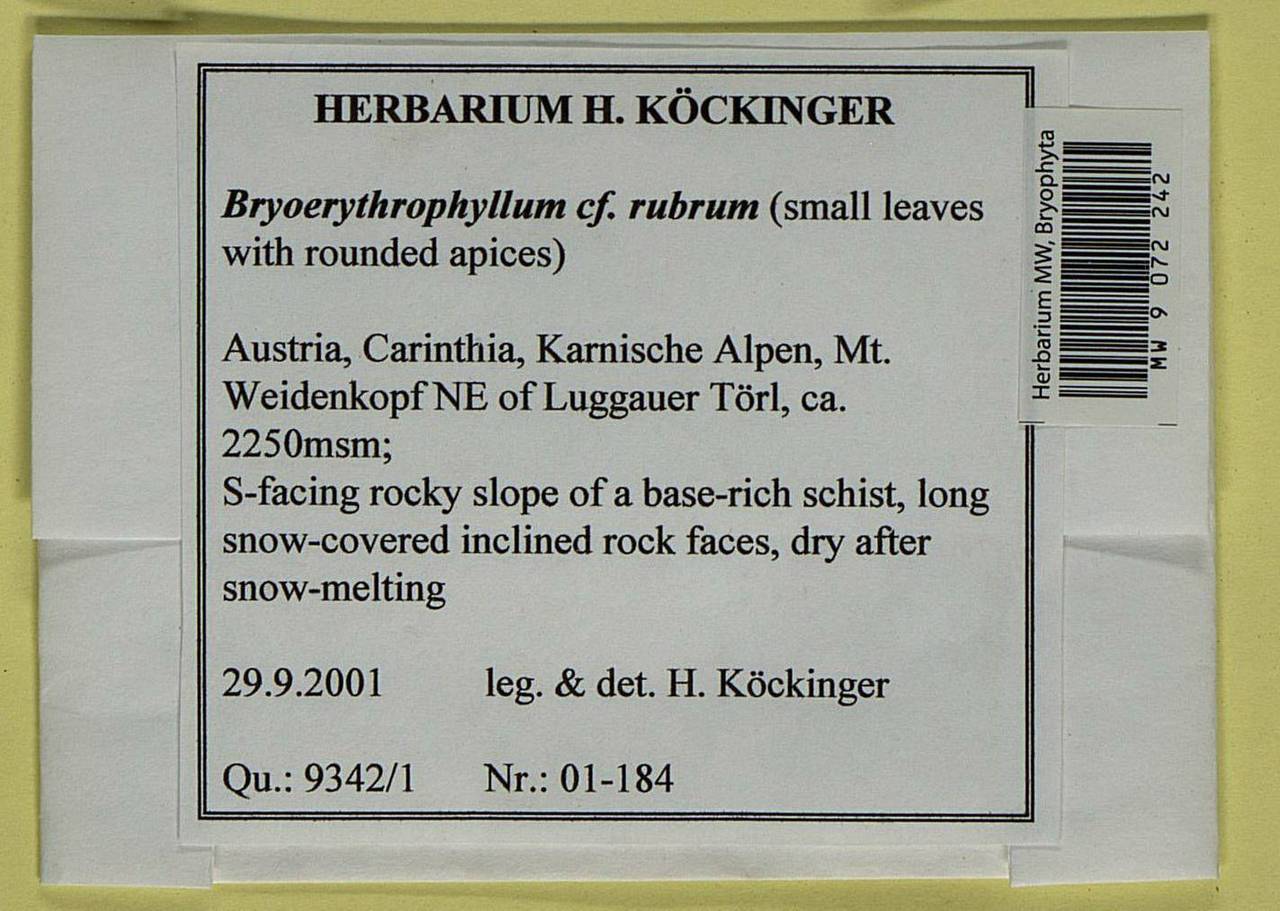 HERBARIUM H. KÖCKINGER
Bryoerythrophyllum cf. rubrum (small leaves
with rounded apices)
Austria, Carinthia, Karnische Alpen, Mt.
Weidenkopf NE of Luggauer Törl, ca.
2250msm;
S-facing rocky slope of a base-rich schist, long
snow-covered inclined rock faces, dry after
snow-melting
29.9.2001 leg. & det. H. Köckinger
Qu.: 9342/1 Nr.: 01-184
Herbarium MW, Bryophyta
MW 9 072 242